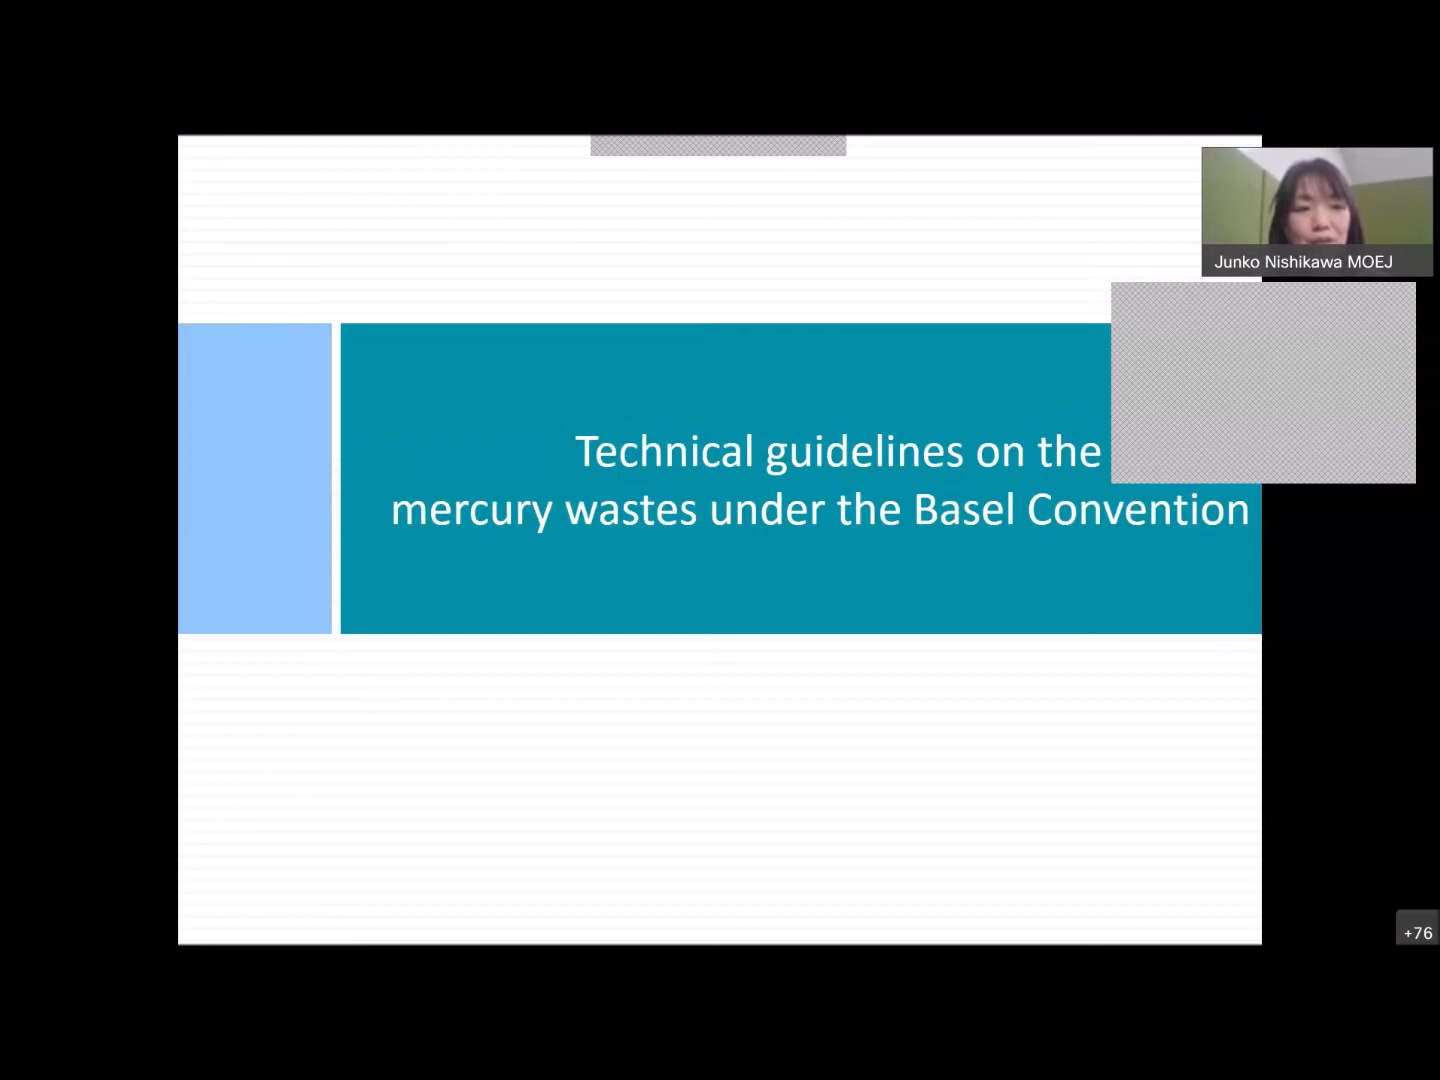 Junko Nishikawa MOEJ
Technical guidelines on the
mercury wastes under the Basel Convention
+76